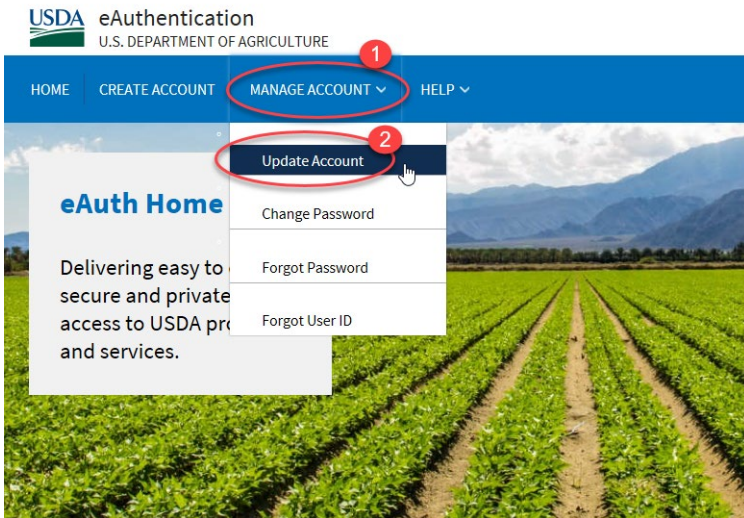 USDA eAuthentication
U.S. DEPARTMENT OF AGRICULTURE
1
HOME CREATE ACCOUNT MANAGE ACCOUNT HELP
2
Update Account
eAuth Home
Change Password
Delivering easy to
Forgot Password
secure and private
access to USDA pr
Forgot User ID
and services.